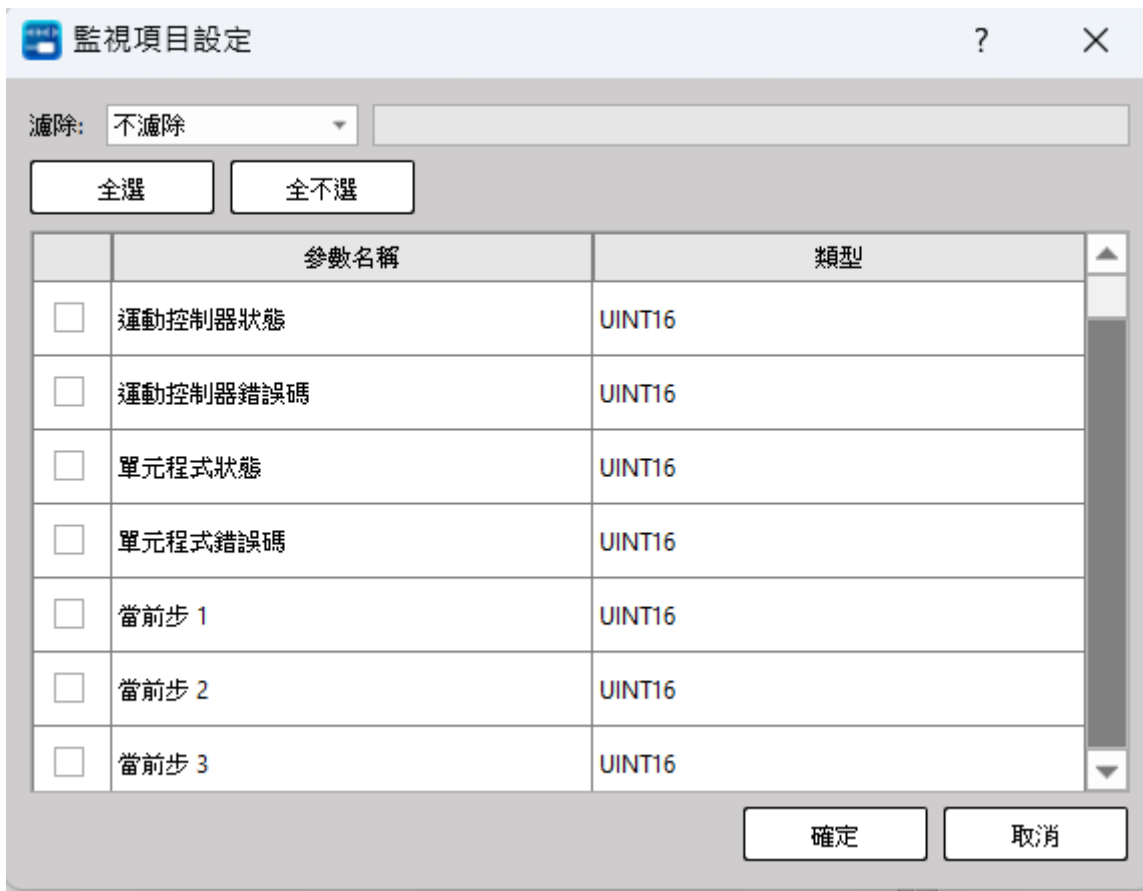 監視項目設定
濾除: 不濾除
全選 全不選
參數名稱 類型
運動控制器狀態 UINT16
運動控制器錯誤碼 UINT16
單元程式狀態 UINT16
單元程式錯誤碼 UINT16
當前步 1 UINT16
當前步 2 UINT16
當前步 3 UINT16
確定 取消